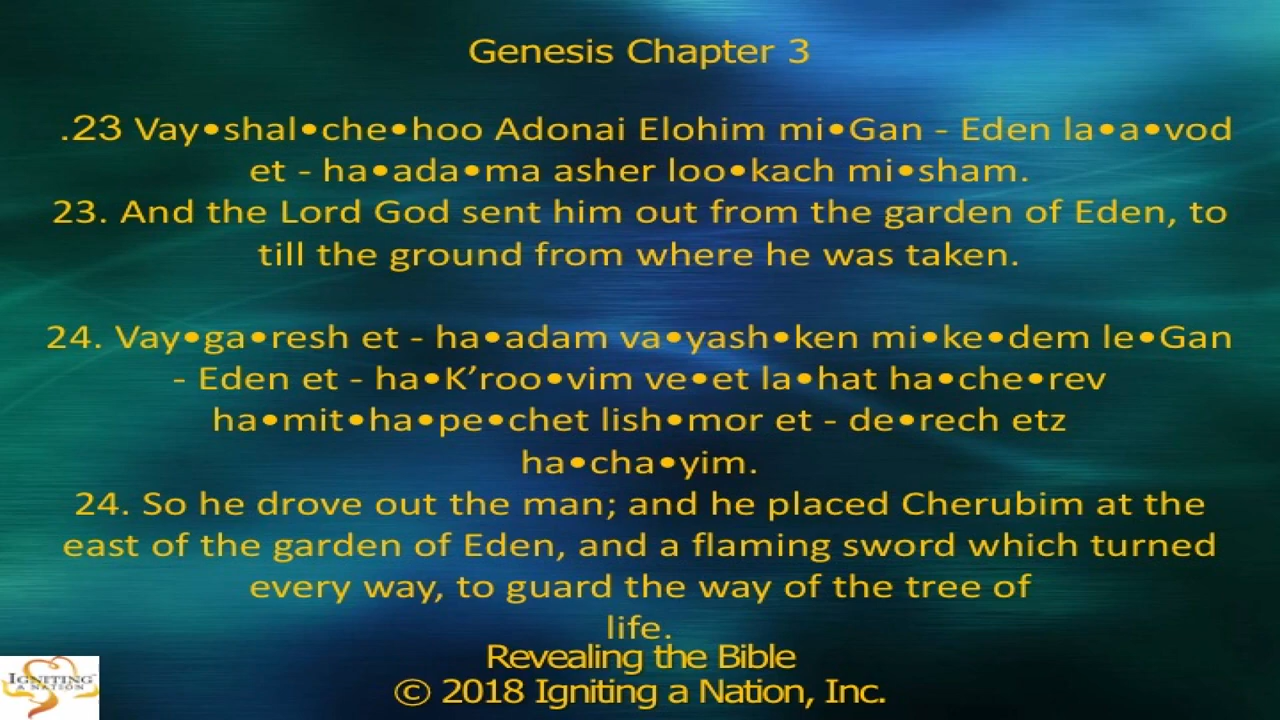 Genesis Chapter 3
.23 Vay•shal•che•hoo Adonai Elohim mi•Gan - Eden la•a•vod
et - ha•ada•ma asher loo•kach mi•sham.
23. And the Lord God sent him out from the garden of Eden, to
till the ground from where he was taken.
24. Vay•ga•resh et - ha•adam va•yash•ken mi•ke•dem le•Gan
- Eden et - ha•K’roo•vim ve•et la•hat ha•che•rev
ha•mit•ha•pe•chet lish•mor et - de•rech etz
ha•cha•yim.
24. So he drove out the man; and he placed Cherubim at the
east of the garden of Eden, and a flaming sword which turned
every way, to guard the way of the tree of
life.
Revealing the Bible
© 2018 Igniting a Nation, Inc.
IGNITING
A NATION